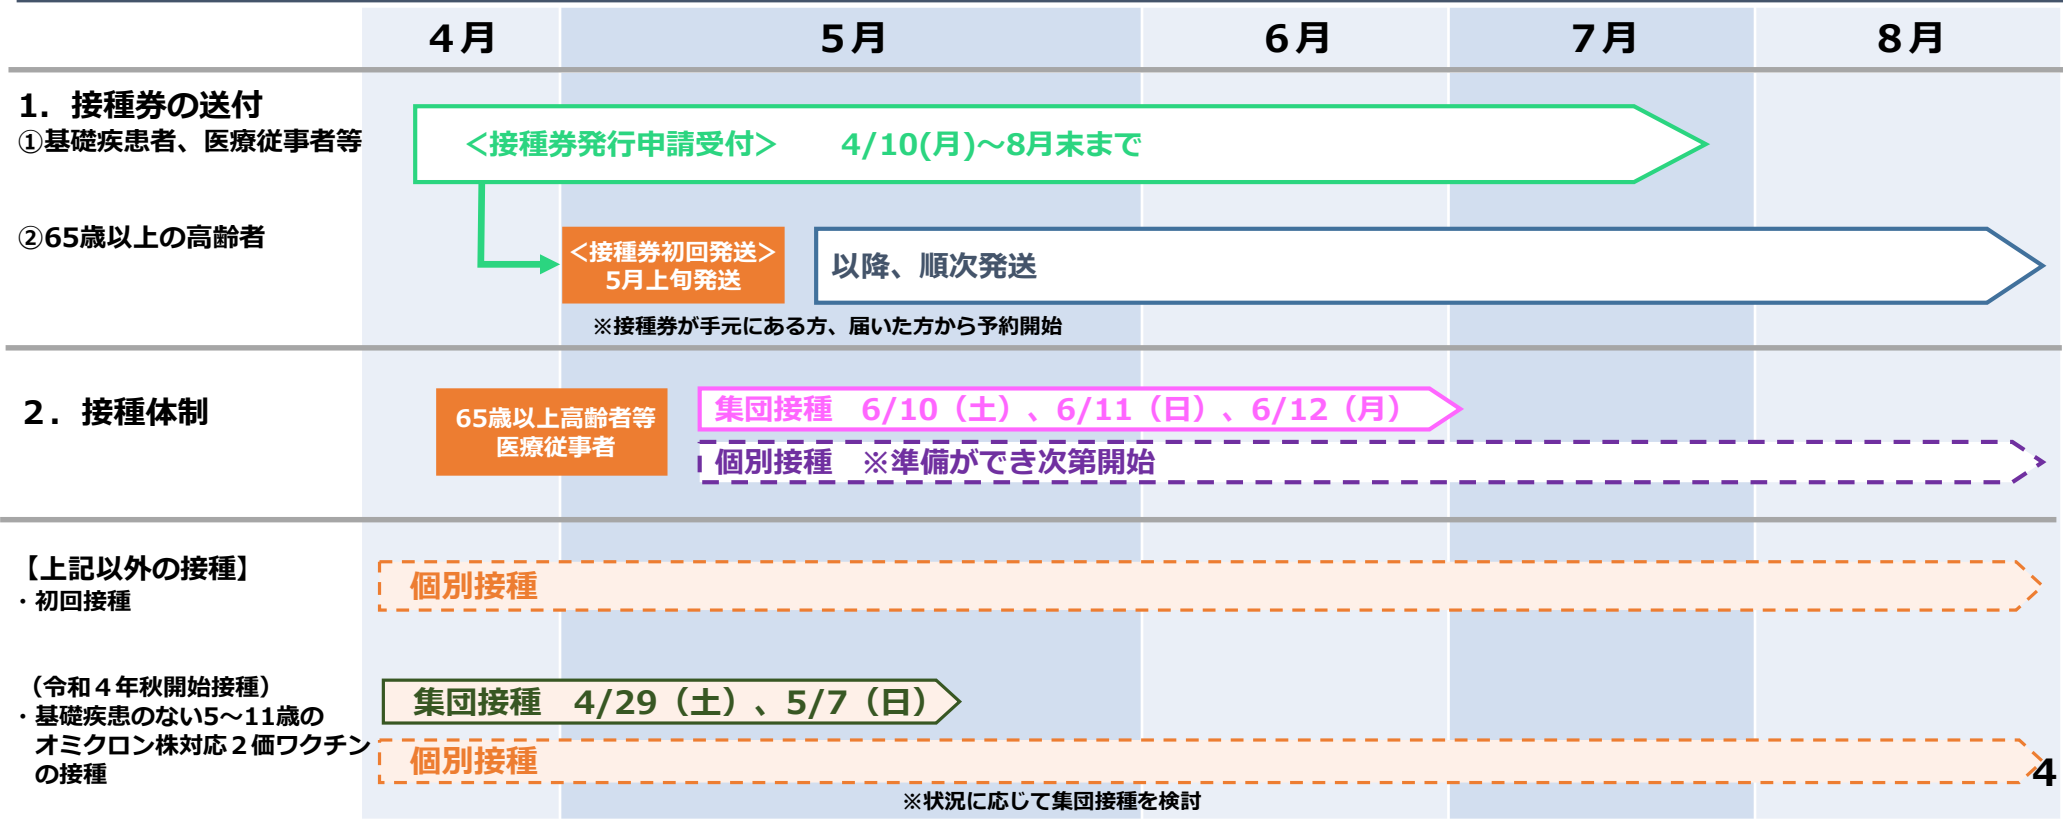 ４月 ５月 ６月 ７月 ８月
1．接種券の送付
①基礎疾患者、医療従事者等
＜接種券発行申請受付＞ 4/10(月)～8月末まで
②65歳以上の高齢者
＜接種券初回発送＞
5月上旬発送
以降、順次発送
※接種券が手元にある方、届いた方から予約開始
２．接種体制
65歳以上高齢者等
医療従事者
集団接種 6/10（土）、6/11（日）、6/12（月）
個別接種 ※準備ができ次第開始
【上記以外の接種】
・初回接種
個別接種
（令和４年秋開始接種）
・基礎疾患のない5～11歳の
オミクロン株対応２価ワクチン
の接種
集団接種 4/29（土）、5/7（日）
個別接種
※状況に応じて集団接種を検討
4